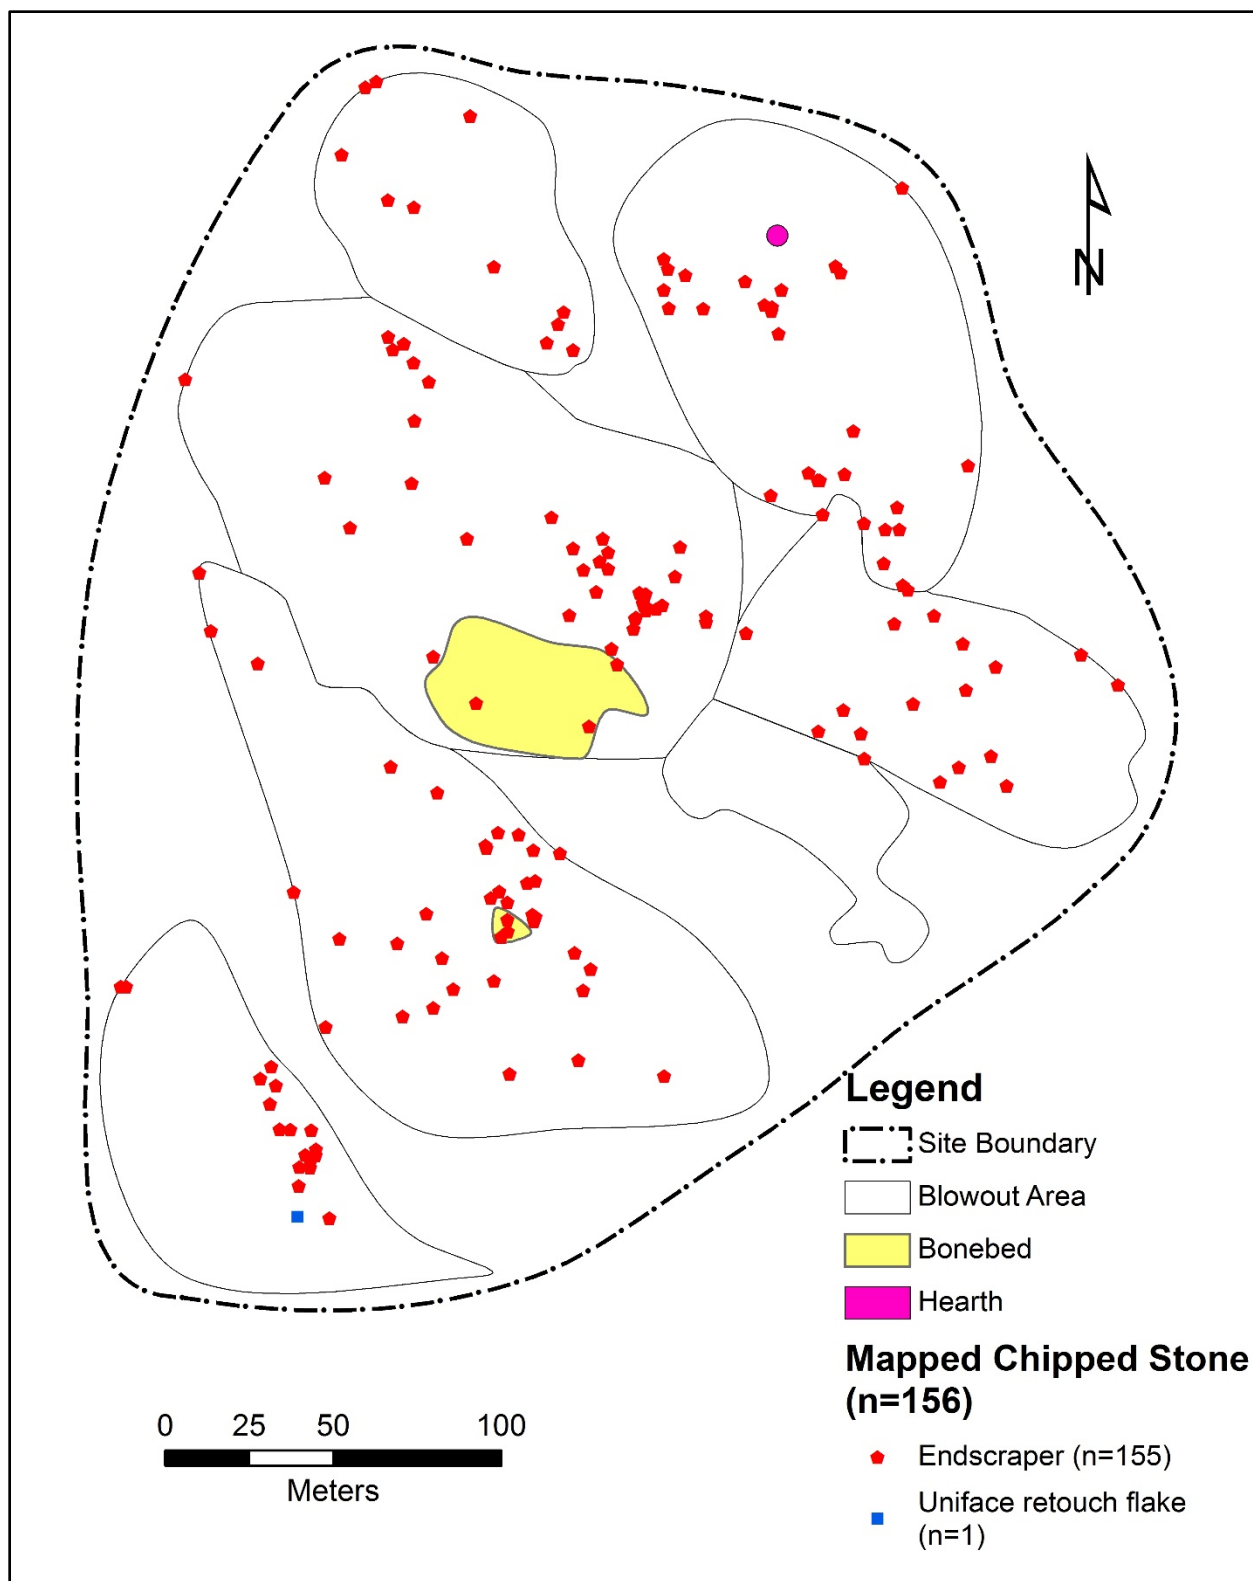 N
Legend
Site Boundary
Blowout Area
Bonebed
Hearth
Mapped Chipped Stone
(n=156)
Endscraper (n=155)
Uniface retouch flake
(n=1)
0 25 50 100
Meters